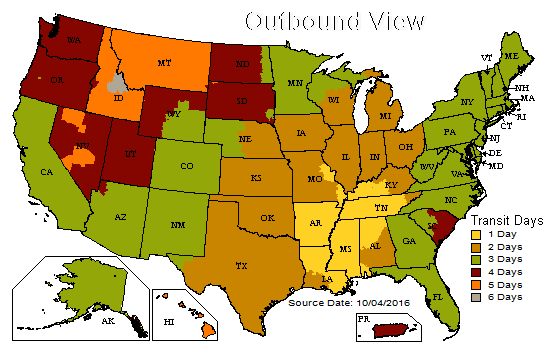 Outbound View
WA
MT
ND
MN
VT
ME
OR
ID
SD
WI
MI
NY
NH
MA
RI
CT
WY
IA
PA
NJ
NE
OH
DE
MD
NV
UT
IL
IN
WV
VA
CO
KS
MO
KY
CA
NC
TN
AZ
NM
OK
AR
SC
MS
AL
GA
TX
LA
FL
AK
HI
PR
Transit Days
1 Day
2 Days
3 Days
4 Days
5 Days
6 Days
Source Date: 10/04/2016